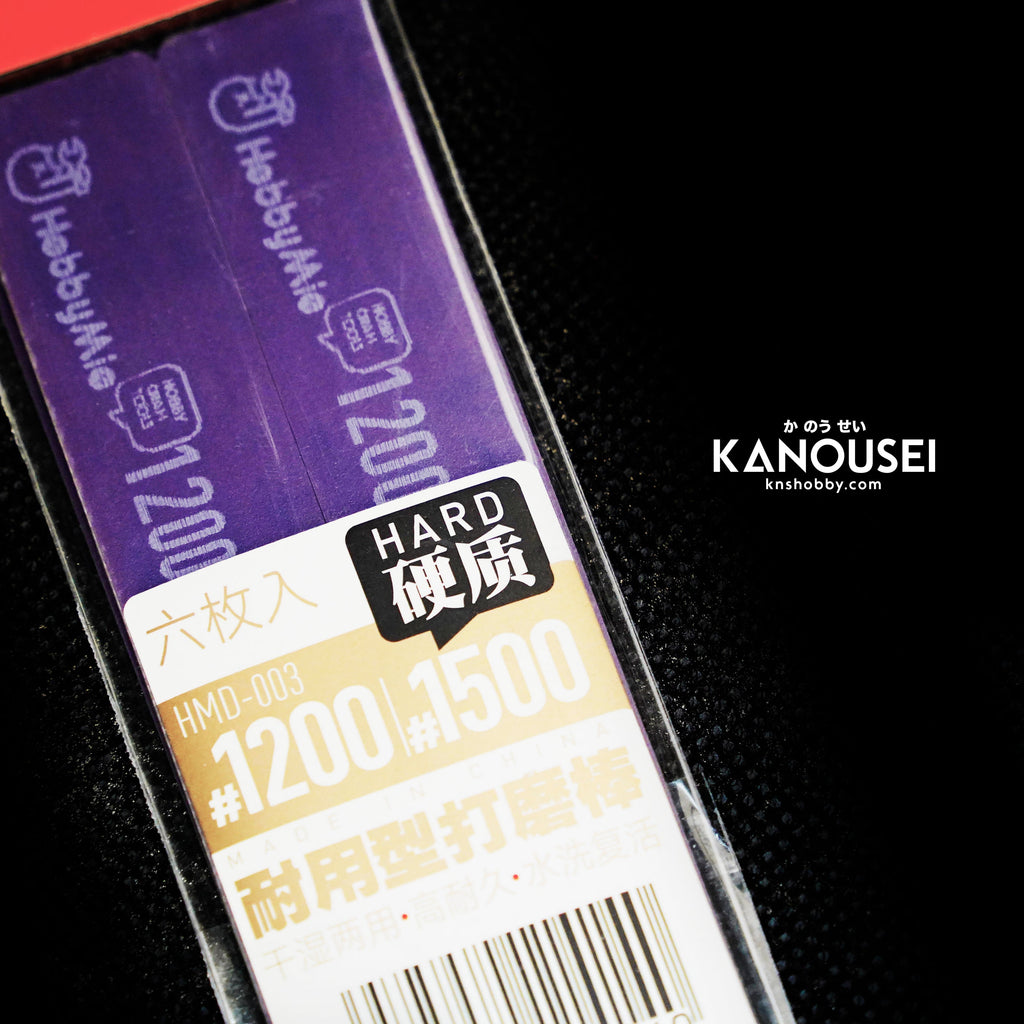 HobbyMio
HOBBY
CRAFT
TOOLS
1200
HobbyMio
HOBBY
CRAFT
TOOLS
1200
HARD
硬质
六枚入
HMD-003
#1200|#1500
MADE IN CHINA
耐用型打磨棒
干湿两用·高耐久·水洗复活
か のう せい
KANOUSEI
knshobby.com